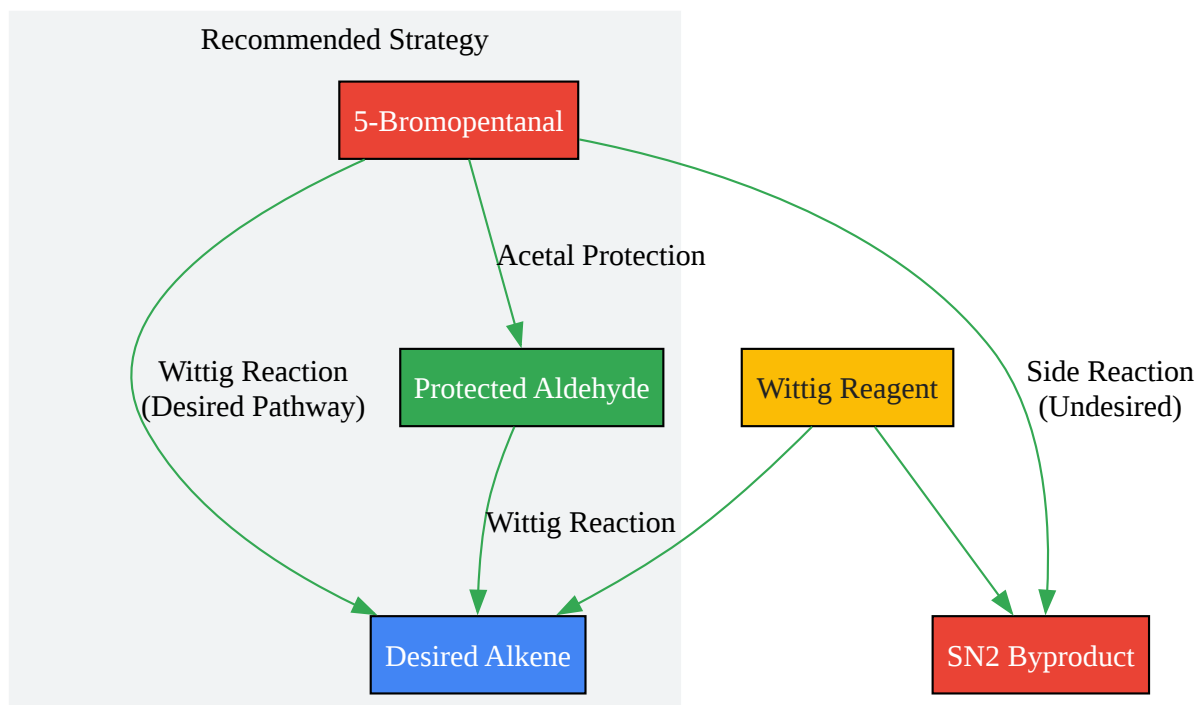 Recommended Strategy
5-Bromopentanal
Acetal Protection
Protected Aldehyde
Wittig Reagent
Wittig Reaction
(Desired Pathway)
Side Reaction
(Undesired)
Wittig Reaction
Desired Alkene
SN2 Byproduct